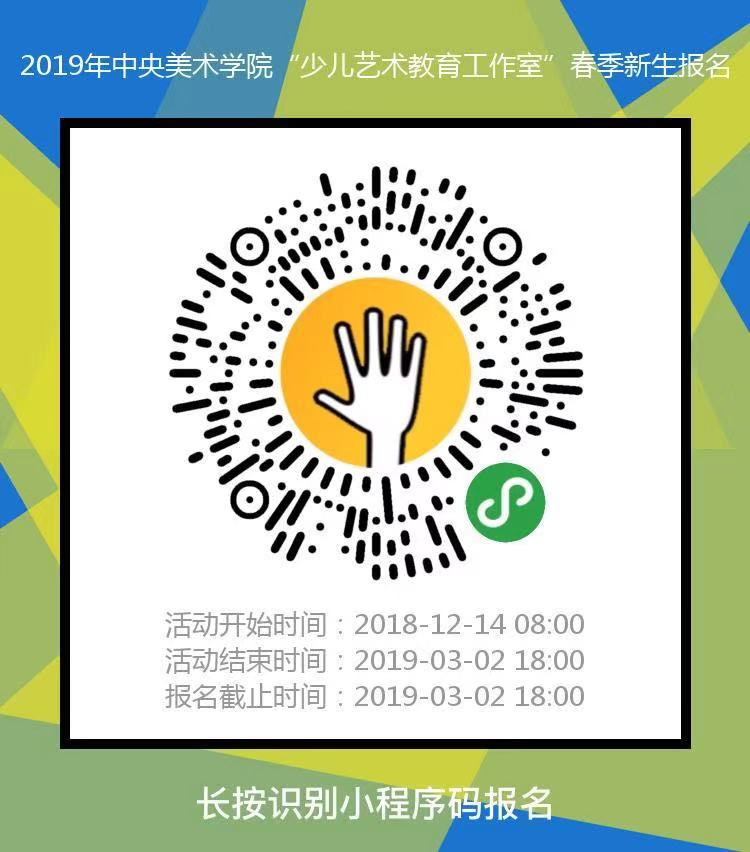 2019年中央美术学院“少儿艺术教育工作室”春季新生报名
活动开始时间：2018-12-14 08:00
活动结束时间：2019-03-02 18:00
报名截止时间：2019-03-02 18:00
长按识别小程序码报名